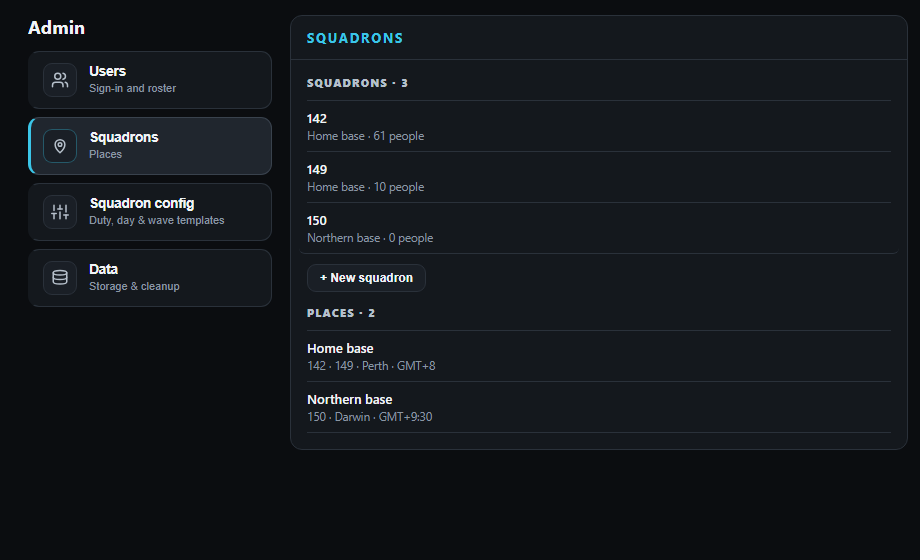 Admin
Users
Sign-in and roster
Squadrons
Places
Squadron config
Duty, day & wave templates
Data
Storage & cleanup
SQUADRONS
SQUADRONS · 3
142
Home base · 61 people
149
Home base · 10 people
150
Northern base · 0 people
+ New squadron
PLACES · 2
Home base
142 · 149 · Perth · GMT+8
Northern base
150 · Darwin · GMT+9:30